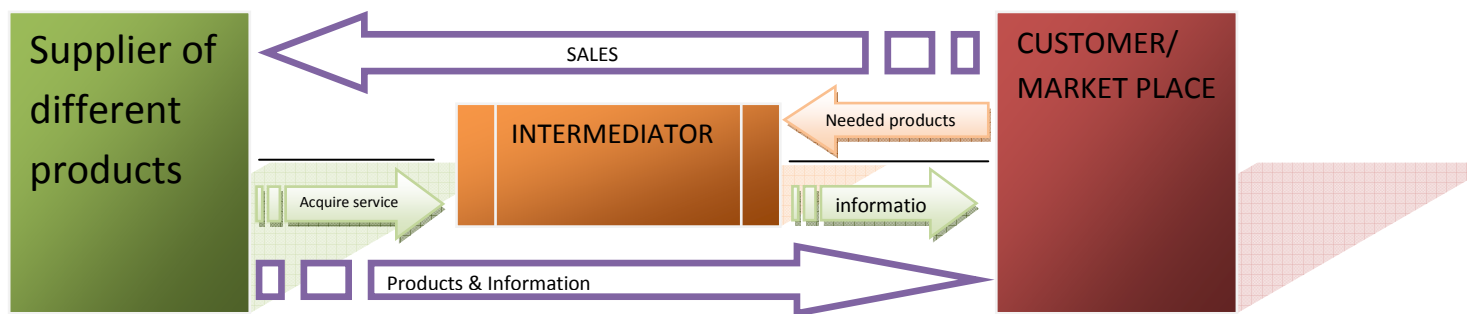 Supplier of
different
products
SALES
CUSTOMER/
MARKET PLACE
INTERMEDIATOR
Needed products
Acquire service
informatio
Products & Information